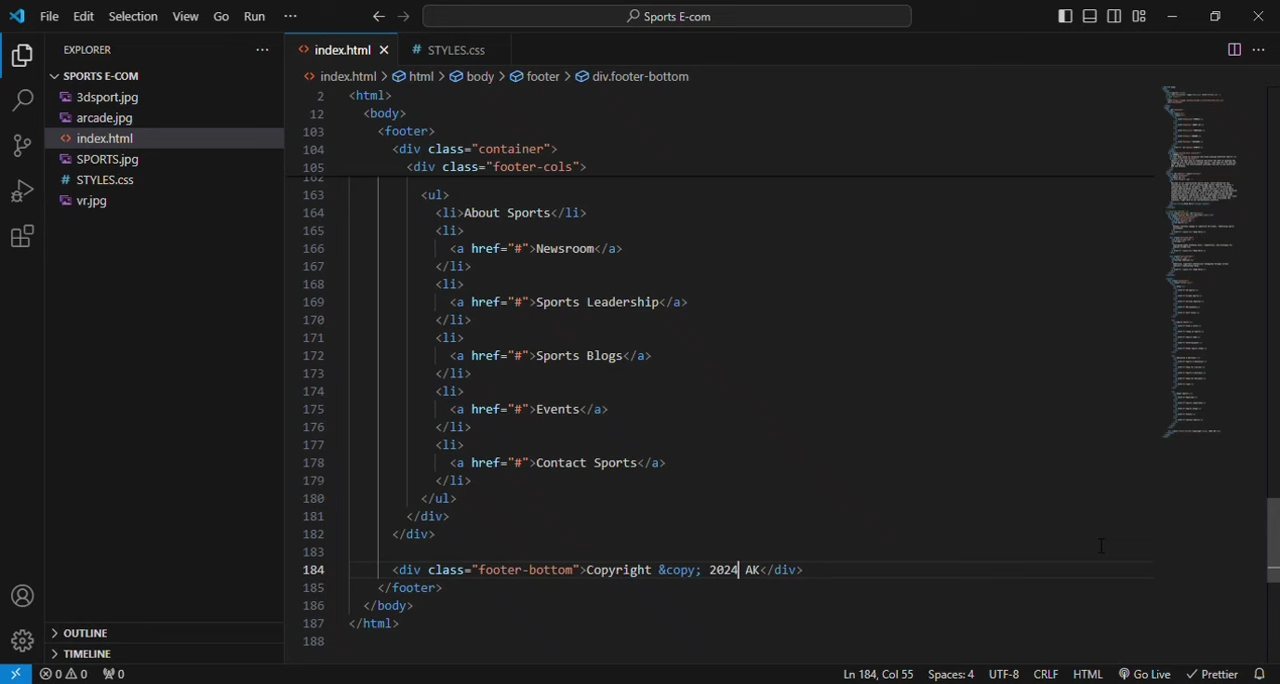 File Edit Selection View Go Run ···
Sports E-com
EXPLORER ···
SPORTS E-COM
3dsport.jpg
arcade.jpg
<> index.html
SPORTS.jpg
# STYLES.css
vr.jpg
OUTLINE
TIMELINE
<> index.html
# STYLES.css
<> index.html > html > body > footer > div.footer-bottom
2 <html>
12 <body>
103 <footer>
104 <div class="container">
105 <div class="footer-cols">
162
163 <ul>
164 <li>About Sports</li>
165 <li>
166 <a href="#">Newsroom</a>
167 </li>
168 <li>
169 <a href="#">Sports Leadership</a>
170 </li>
171 <li>
172 <a href="#">Sports Blogs</a>
173 </li>
174 <li>
175 <a href="#">Events</a>
176 </li>
177 <li>
178 <a href="#">Contact Sports</a>
179 </li>
180 </ul>
181 </div>
182 </div>
183
184 <div class="footer-bottom">Copyright &copy; 2024 AK</div>
185 </footer>
186 </body>
187 </html>
188
0 0 0
Ln 184, Col 55 Spaces: 4 UTF-8 CRLF HTML Go Live Prettier